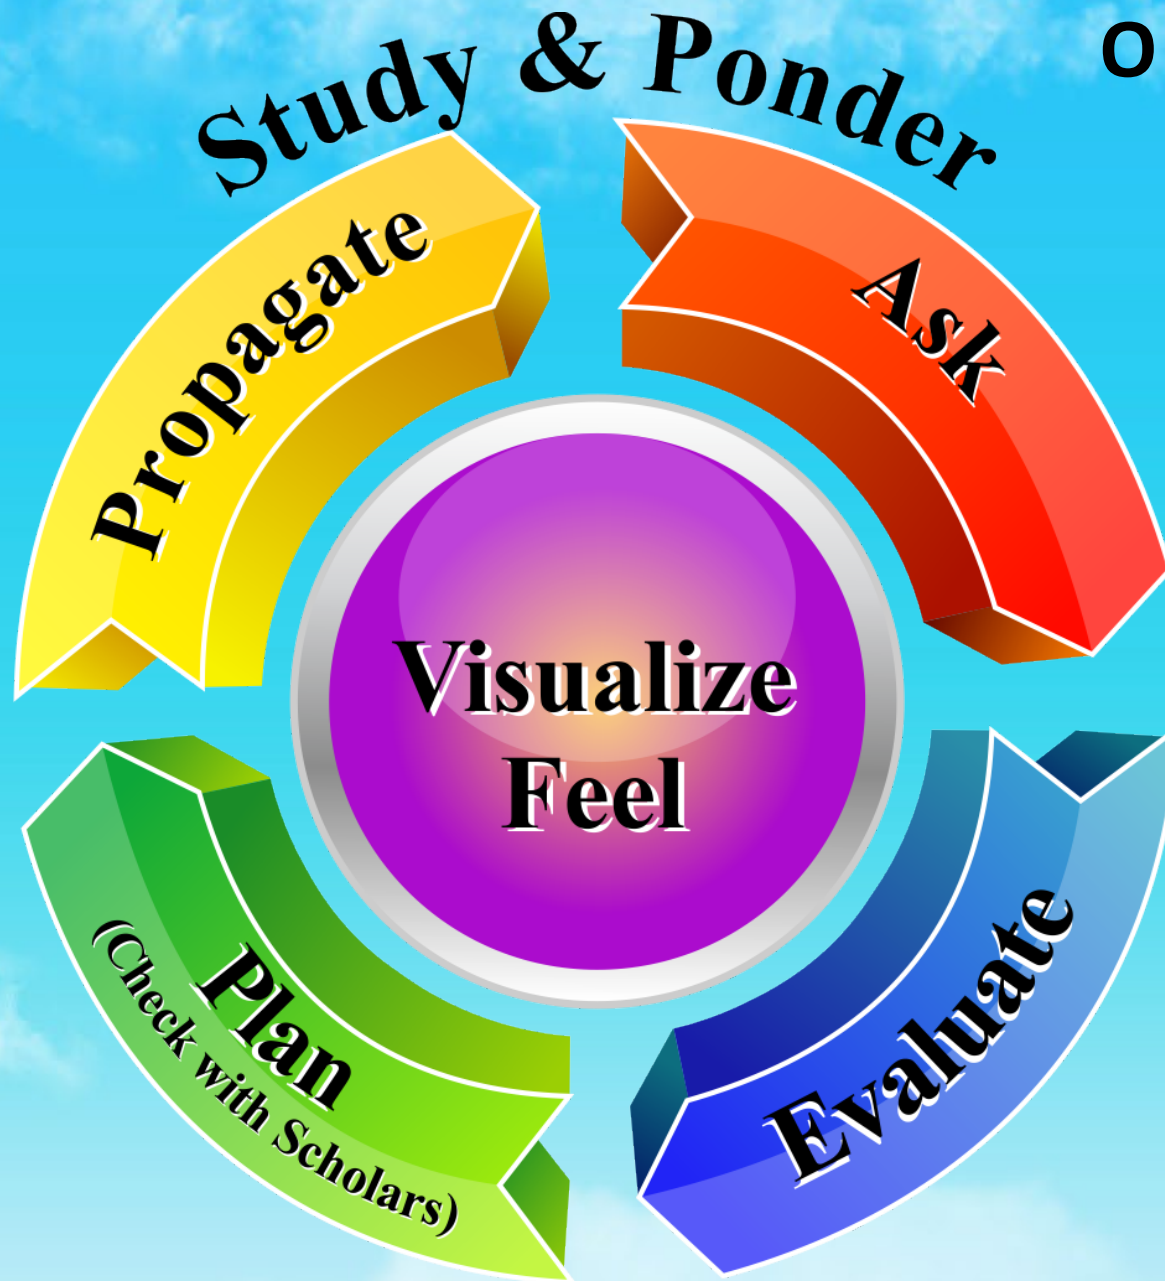 Study & Ponder
O
Propagate
Ask
Visualize
Feel
Plan
(Check with Scholars)
Evaluate